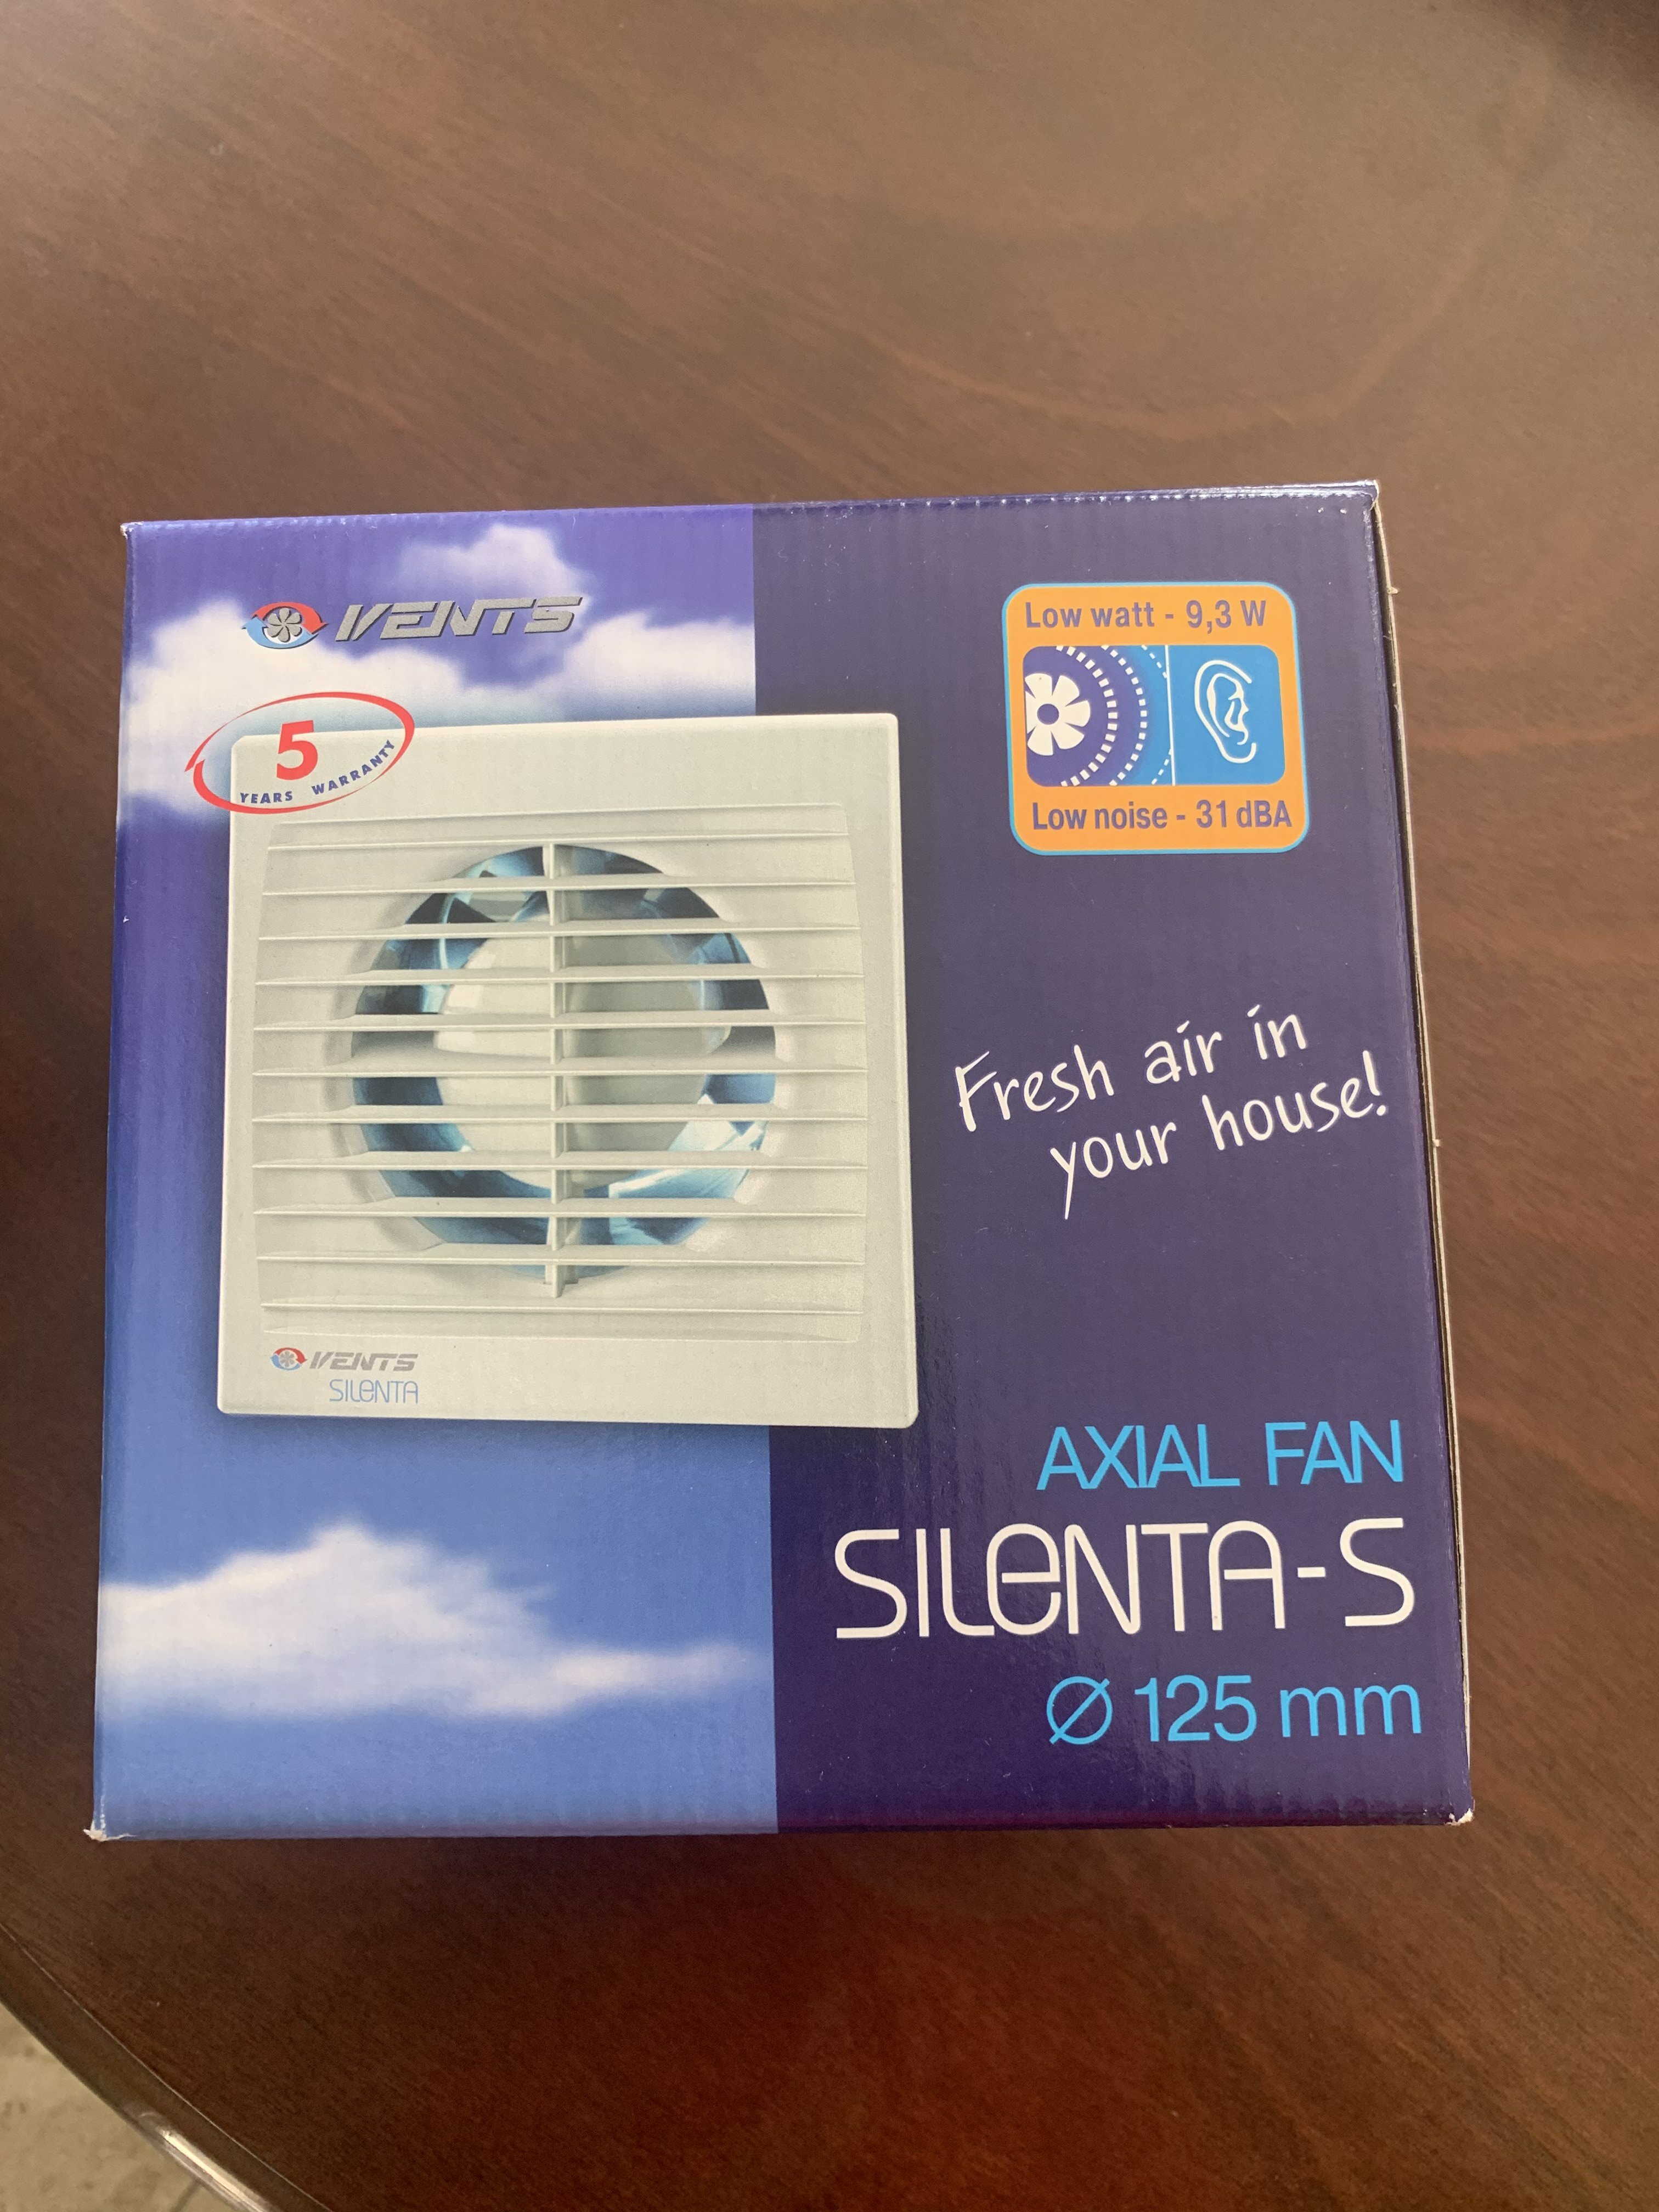 VENTS
5
YEARS WARRANTY
Low watt - 9,3 W
Low noise - 31 dBA
Fresh air in
your house!
VENTS
SILENTA
AXIAL FAN
SILENTA-S
Ø 125 mm